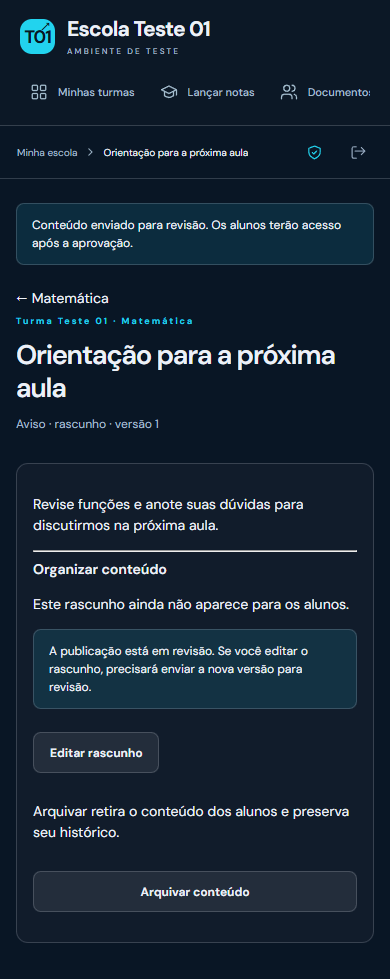 TO1
Escola Teste 01
AMBIENTE DE TESTE
Minhas turmas
Lançar notas
Documentos
Minha escola
Orientação para a próxima aula
Conteúdo enviado para revisão. Os alunos terão acesso
após a aprovação.
← Matemática
Turma Teste 01 · Matemática
Orientação para a próxima
aula
Aviso · rascunho · versão 1
Revise funções e anote suas dúvidas para
discutirmos na próxima aula.
Organizar conteúdo
Este rascunho ainda não aparece para os alunos.
A publicação está em revisão. Se você editar o
rascunho, precisará enviar a nova versão para
revisão.
Editar rascunho
Arquivar retira o conteúdo dos alunos e preserva
seu histórico.
Arquivar conteúdo